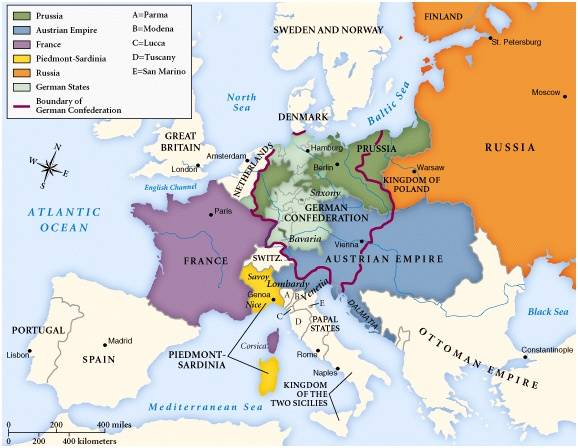 Prussia
Austrian Empire
France
Piedmont-Sardinia
Russia
German States
Boundary of
German Confederation
A=Parma
B=Modena
C=Lucca
D=Tuscany
E=San Marino
FINLAND
SWEDEN AND NORWAY
St. Petersburg
Moscow
RUSSIA
North
Sea
Baltic Sea
DENMARK
GREAT
BRITAIN
London
Amsterdam
NETHERLANDS
Hamburg
Berlin
PRUSSIA
Warsaw
KINGDOM OF
POLAND
N
W
E
S
English Channel
ATLANTIC
OCEAN
Paris
FRANCE
Saxony
GERMAN
CONFEDERATION
Bavaria
Vienna
AUSTRIAN EMPIRE
SWITZ.
Savoy
Lombardy
Venetia
Genoa
Nice
A
B
C
D
E
DALMATIA
PAPAL
STATES
Black Sea
PORTUGAL
Lisbon
Madrid
SPAIN
Corsica
PIEDMONT-
SARDINIA
Rome
Naples
KINGDOM
OF THE
TWO SICILIES
OTTOMAN EMPIRE
Constantinople
Mediterranean Sea
0 200 400 miles
0 200 400 kilometers